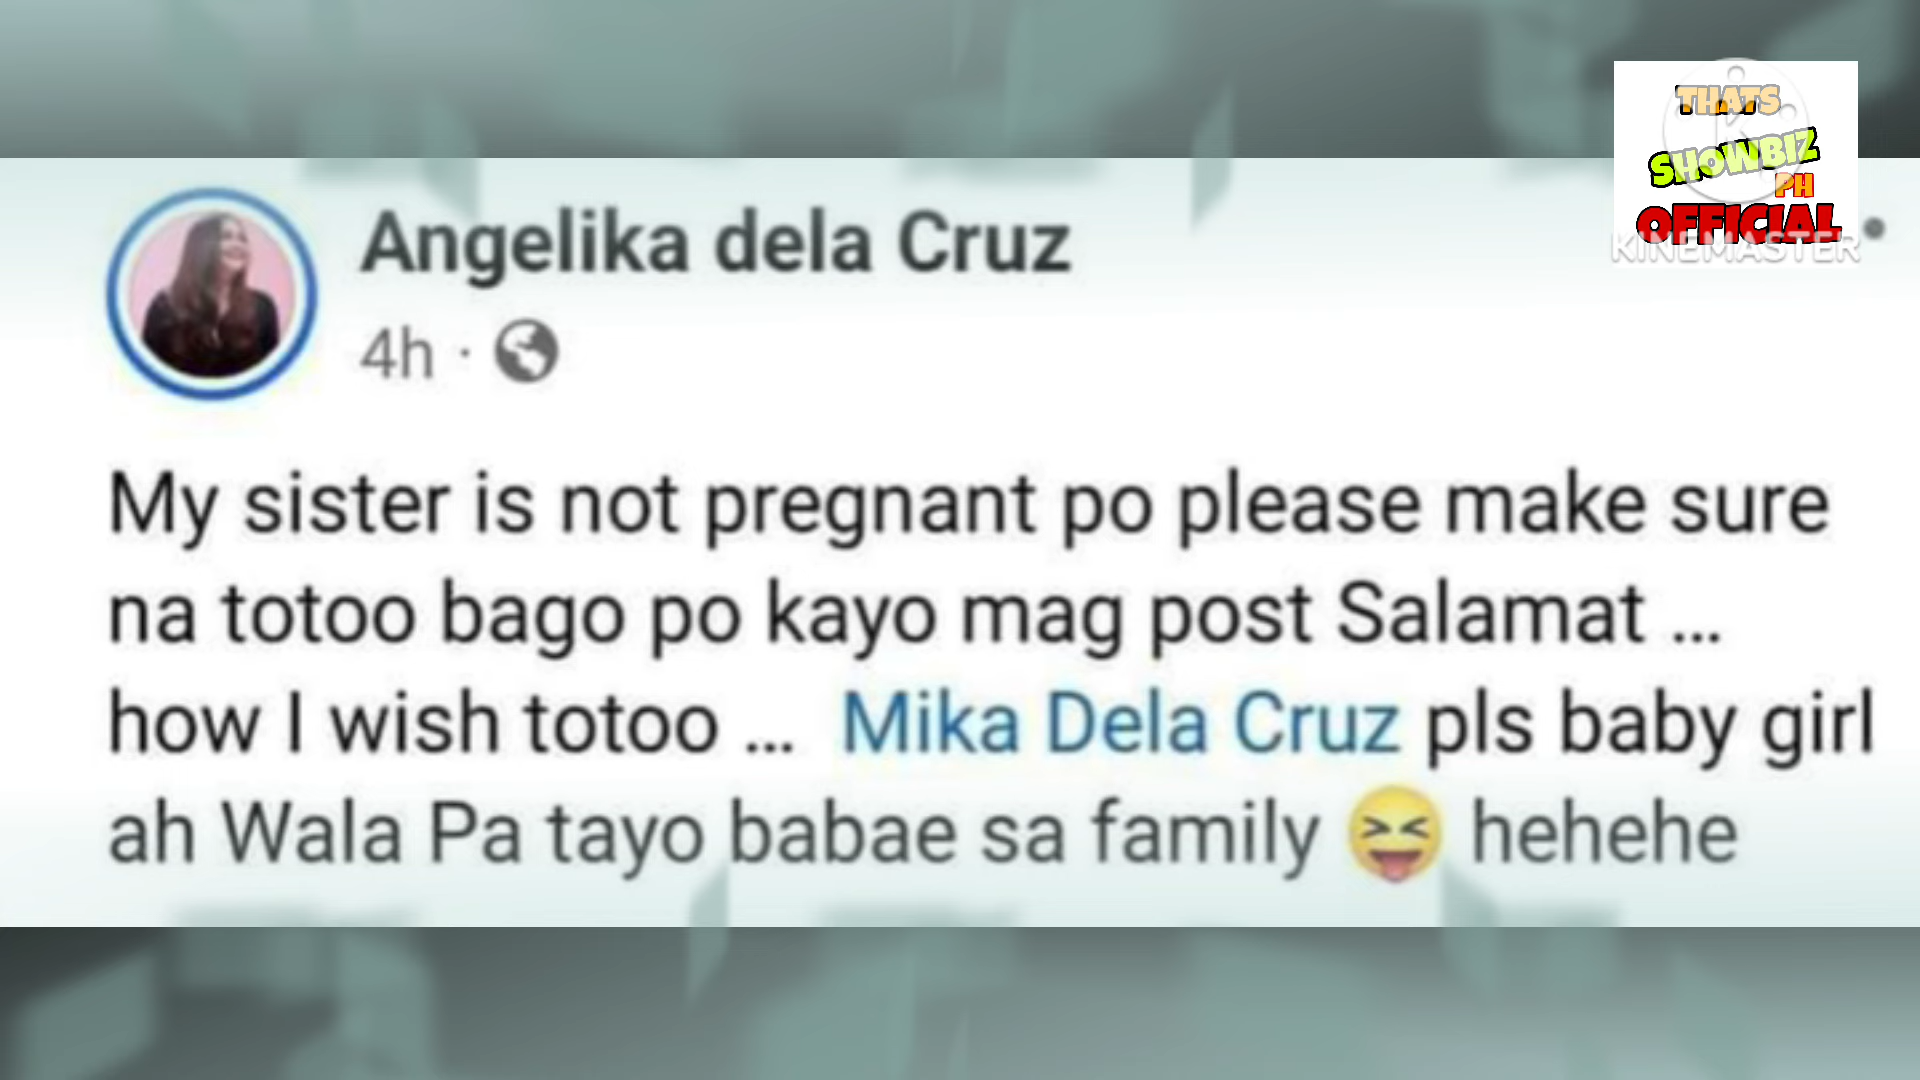 THATS
SHOWBIZ
PH
OFFICIAL
KINEMASTER
Angelika dela Cruz
4h ·
My sister is not pregnant po please make sure
na totoo bago po kayo mag post Salamat ...
how I wish totoo ... Mika Dela Cruz pls baby girl
ah Wala Pa tayo babae sa family 😝 hehehe